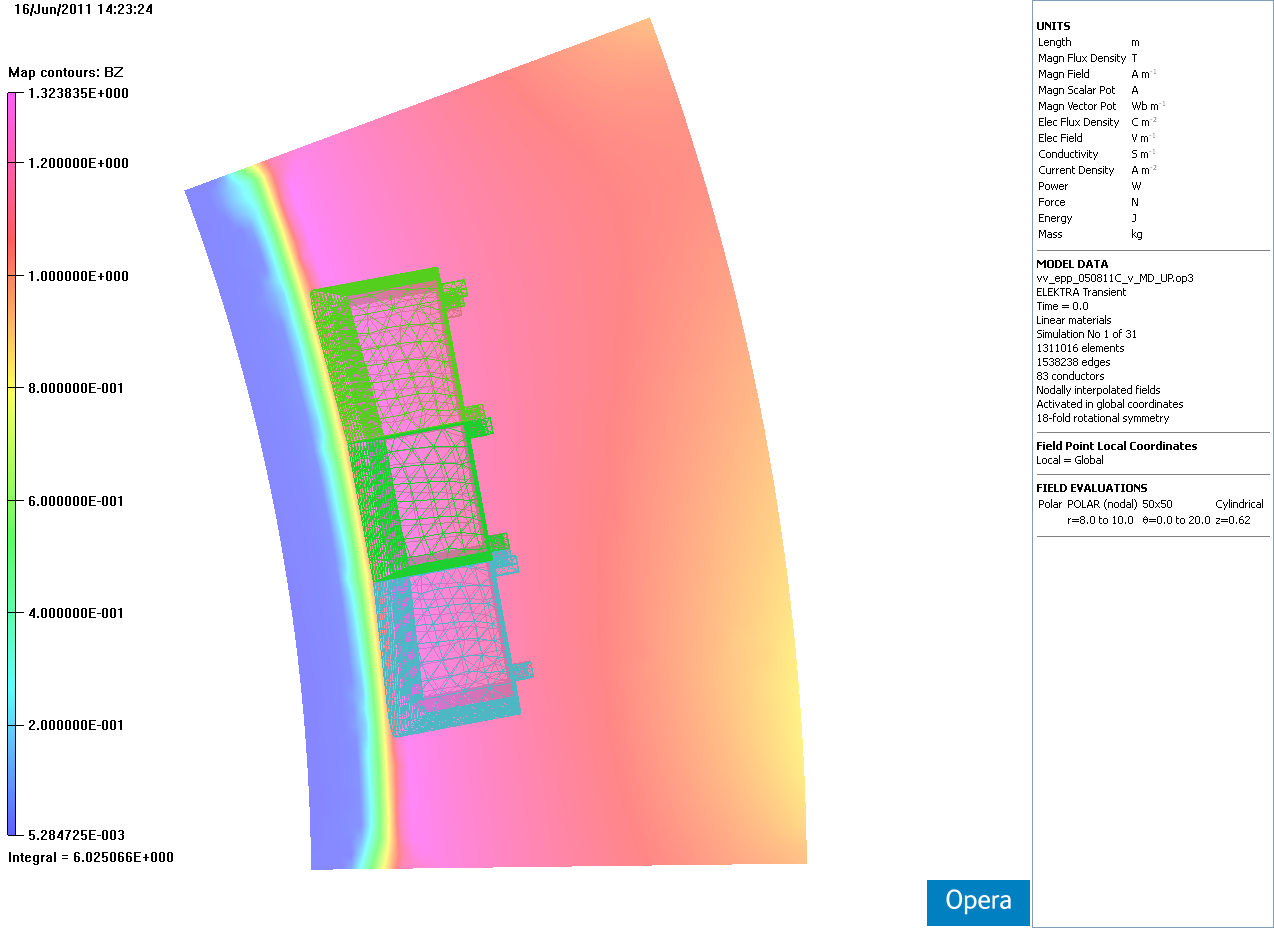 16/Jun/2011 14:23:24
Map contours: BZ
1.323835E+000
1.200000E+000
1.000000E+000
8.000000E-001
6.000000E-001
4.000000E-001
2.000000E-001
5.284725E-003
Integral = 6.025066E+000
UNITS
Length m
Magn Flux Density T
Magn Field A m⁻¹
Magn Scalar Pot A
Magn Vector Pot Wb m⁻¹
Elec Flux Density C m⁻²
Elec Field V m⁻¹
Conductivity S m⁻¹
Current Density A m⁻²
Power W
Force N
Energy J
Mass kg
MODEL DATA
vv_epp_050811C_v_MD_UP.op3
ELEKTRA Transient
Time = 0.0
Linear materials
Simulation No 1 of 31
1311016 elements
1538238 edges
83 conductors
Nodally interpolated fields
Activated in global coordinates
18-fold rotational symmetry
Field Point Local Coordinates
Local = Global
FIELD EVALUATIONS
Polar POLAR (nodal) 50x50 Cylindrical
r=8.0 to 10.0 θ=0.0 to 20.0 z=0.62
Opera